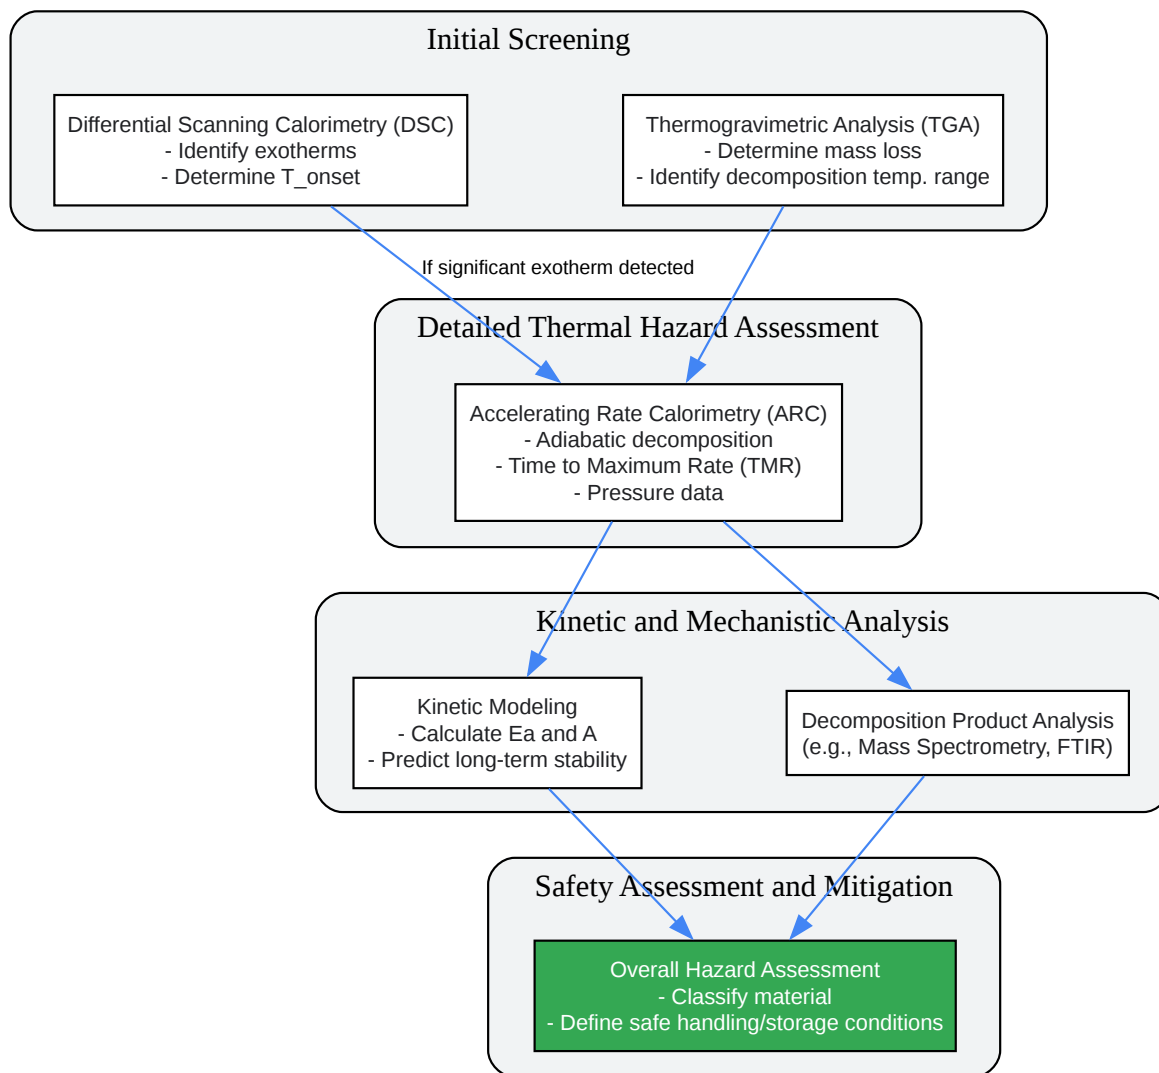 Initial Screening
Differential Scanning Calorimetry (DSC)
- Identify exotherms
- Determine T_onset
Thermogravimetric Analysis (TGA)
- Determine mass loss
- Identify decomposition temp. range
If significant exotherm detected
Detailed Thermal Hazard Assessment
Accelerating Rate Calorimetry (ARC)
- Adiabatic decomposition
- Time to Maximum Rate (TMR)
- Pressure data
Kinetic and Mechanistic Analysis
Kinetic Modeling
- Calculate Ea and A
- Predict long-term stability
Decomposition Product Analysis
(e.g., Mass Spectrometry, FTIR)
Safety Assessment and Mitigation
Overall Hazard Assessment
- Classify material
- Define safe handling/storage conditions